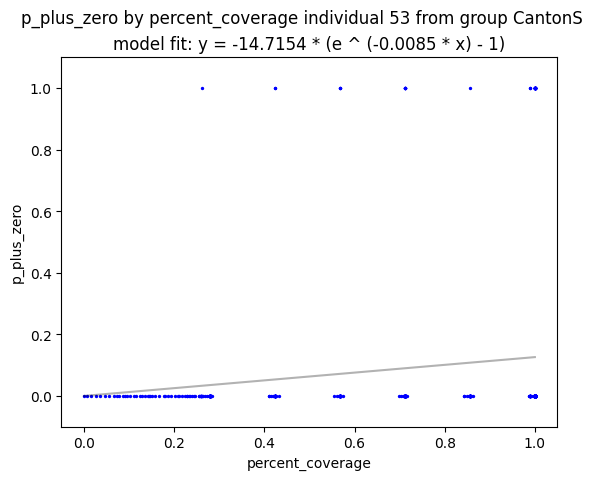 p_plus_zero by percent_coverage individual 53 from group CantonS
model fit: y = -14.7154 * (e ^ (-0.0085 * x) - 1)
1.0
0.8
0.6
0.4
0.2
0.0
p_plus_zero
0.0 0.2 0.4 0.6 0.8 1.0
percent_coverage